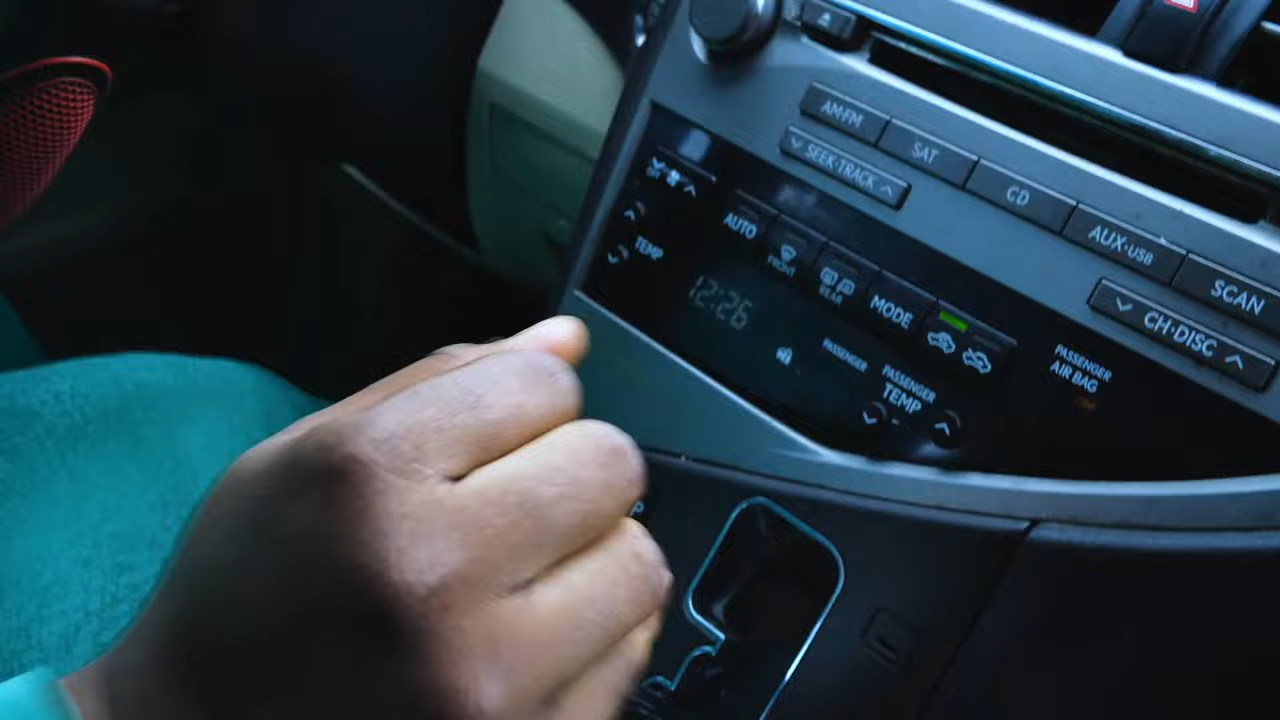 AM·FM
SAT
CD
AUX·USB
SCAN
SEEK·TRACK
CH·DISC
OFF
AUTO
FRONT
REAR
MODE
TEMP
12:26
PASSENGER
PASSENGER
TEMP
PASSENGER
AIR BAG
P